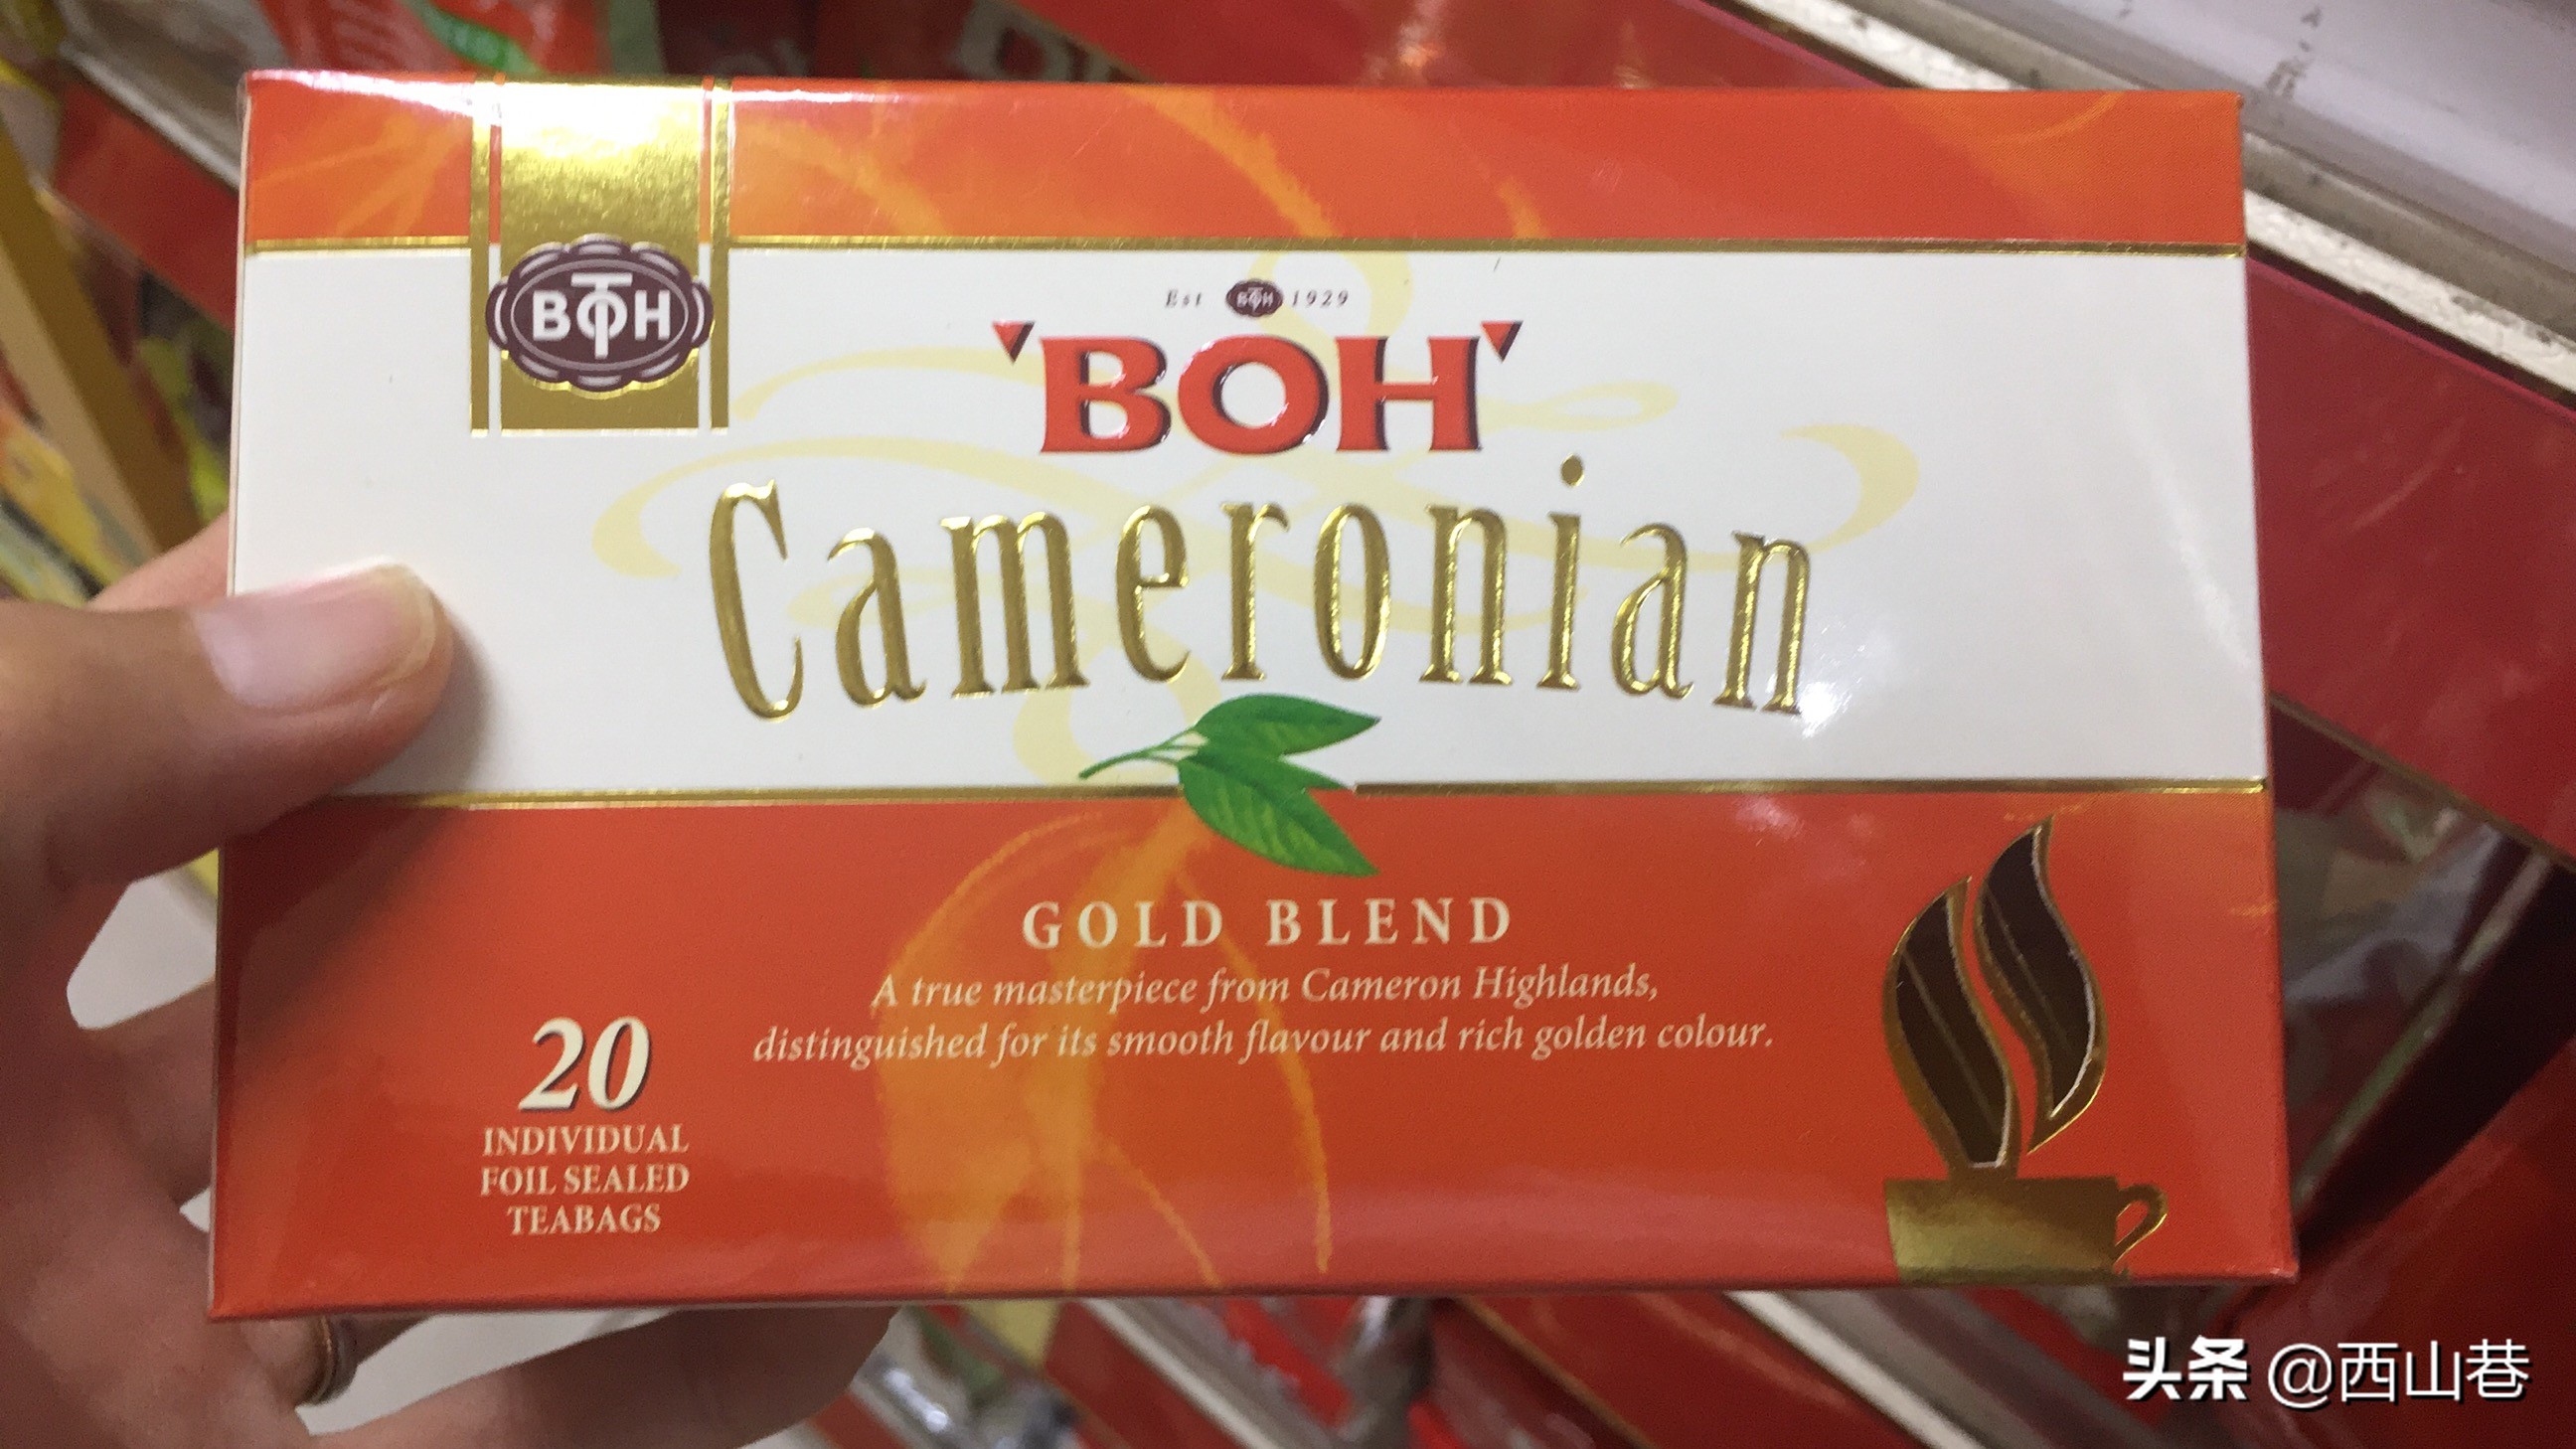 BOH
Est BOH 1929
'BOH'
Cameronian
GOLD BLEND
A true masterpiece from Cameron Highlands,
distinguished for its smooth flavour and rich golden colour.
20
INDIVIDUAL
FOIL SEALED
TEABAGS
头条 @西山巷